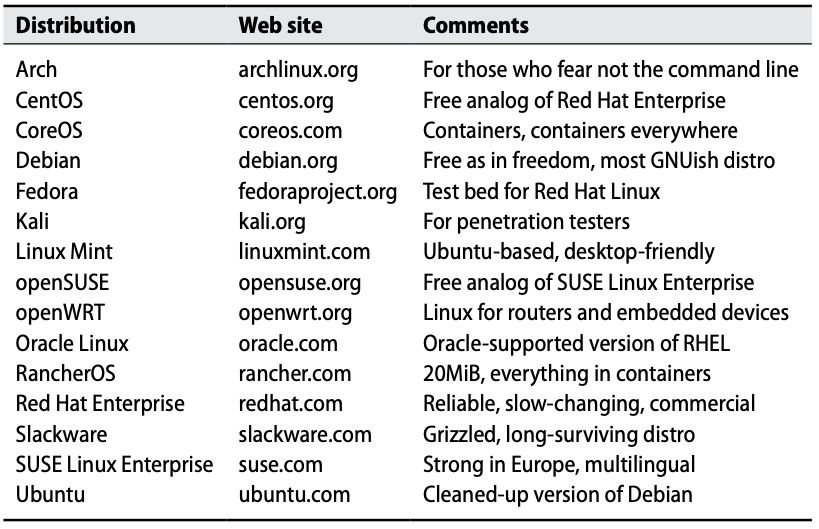 Distribution Web site Comments
Arch archlinux.org For those who fear not the command line
CentOS centos.org Free analog of Red Hat Enterprise
CoreOS coreos.com Containers, containers everywhere
Debian debian.org Free as in freedom, most GNUish distro
Fedora fedoraproject.org Test bed for Red Hat Linux
Kali kali.org For penetration testers
Linux Mint linuxmint.com Ubuntu-based, desktop-friendly
openSUSE opensuse.org Free analog of SUSE Linux Enterprise
openWRT openwrt.org Linux for routers and embedded devices
Oracle Linux oracle.com Oracle-supported version of RHEL
RancherOS rancher.com 20MiB, everything in containers
Red Hat Enterprise redhat.com Reliable, slow-changing, commercial
Slackware slackware.com Grizzled, long-surviving distro
SUSE Linux Enterprise suse.com Strong in Europe, multilingual
Ubuntu ubuntu.com Cleaned-up version of Debian